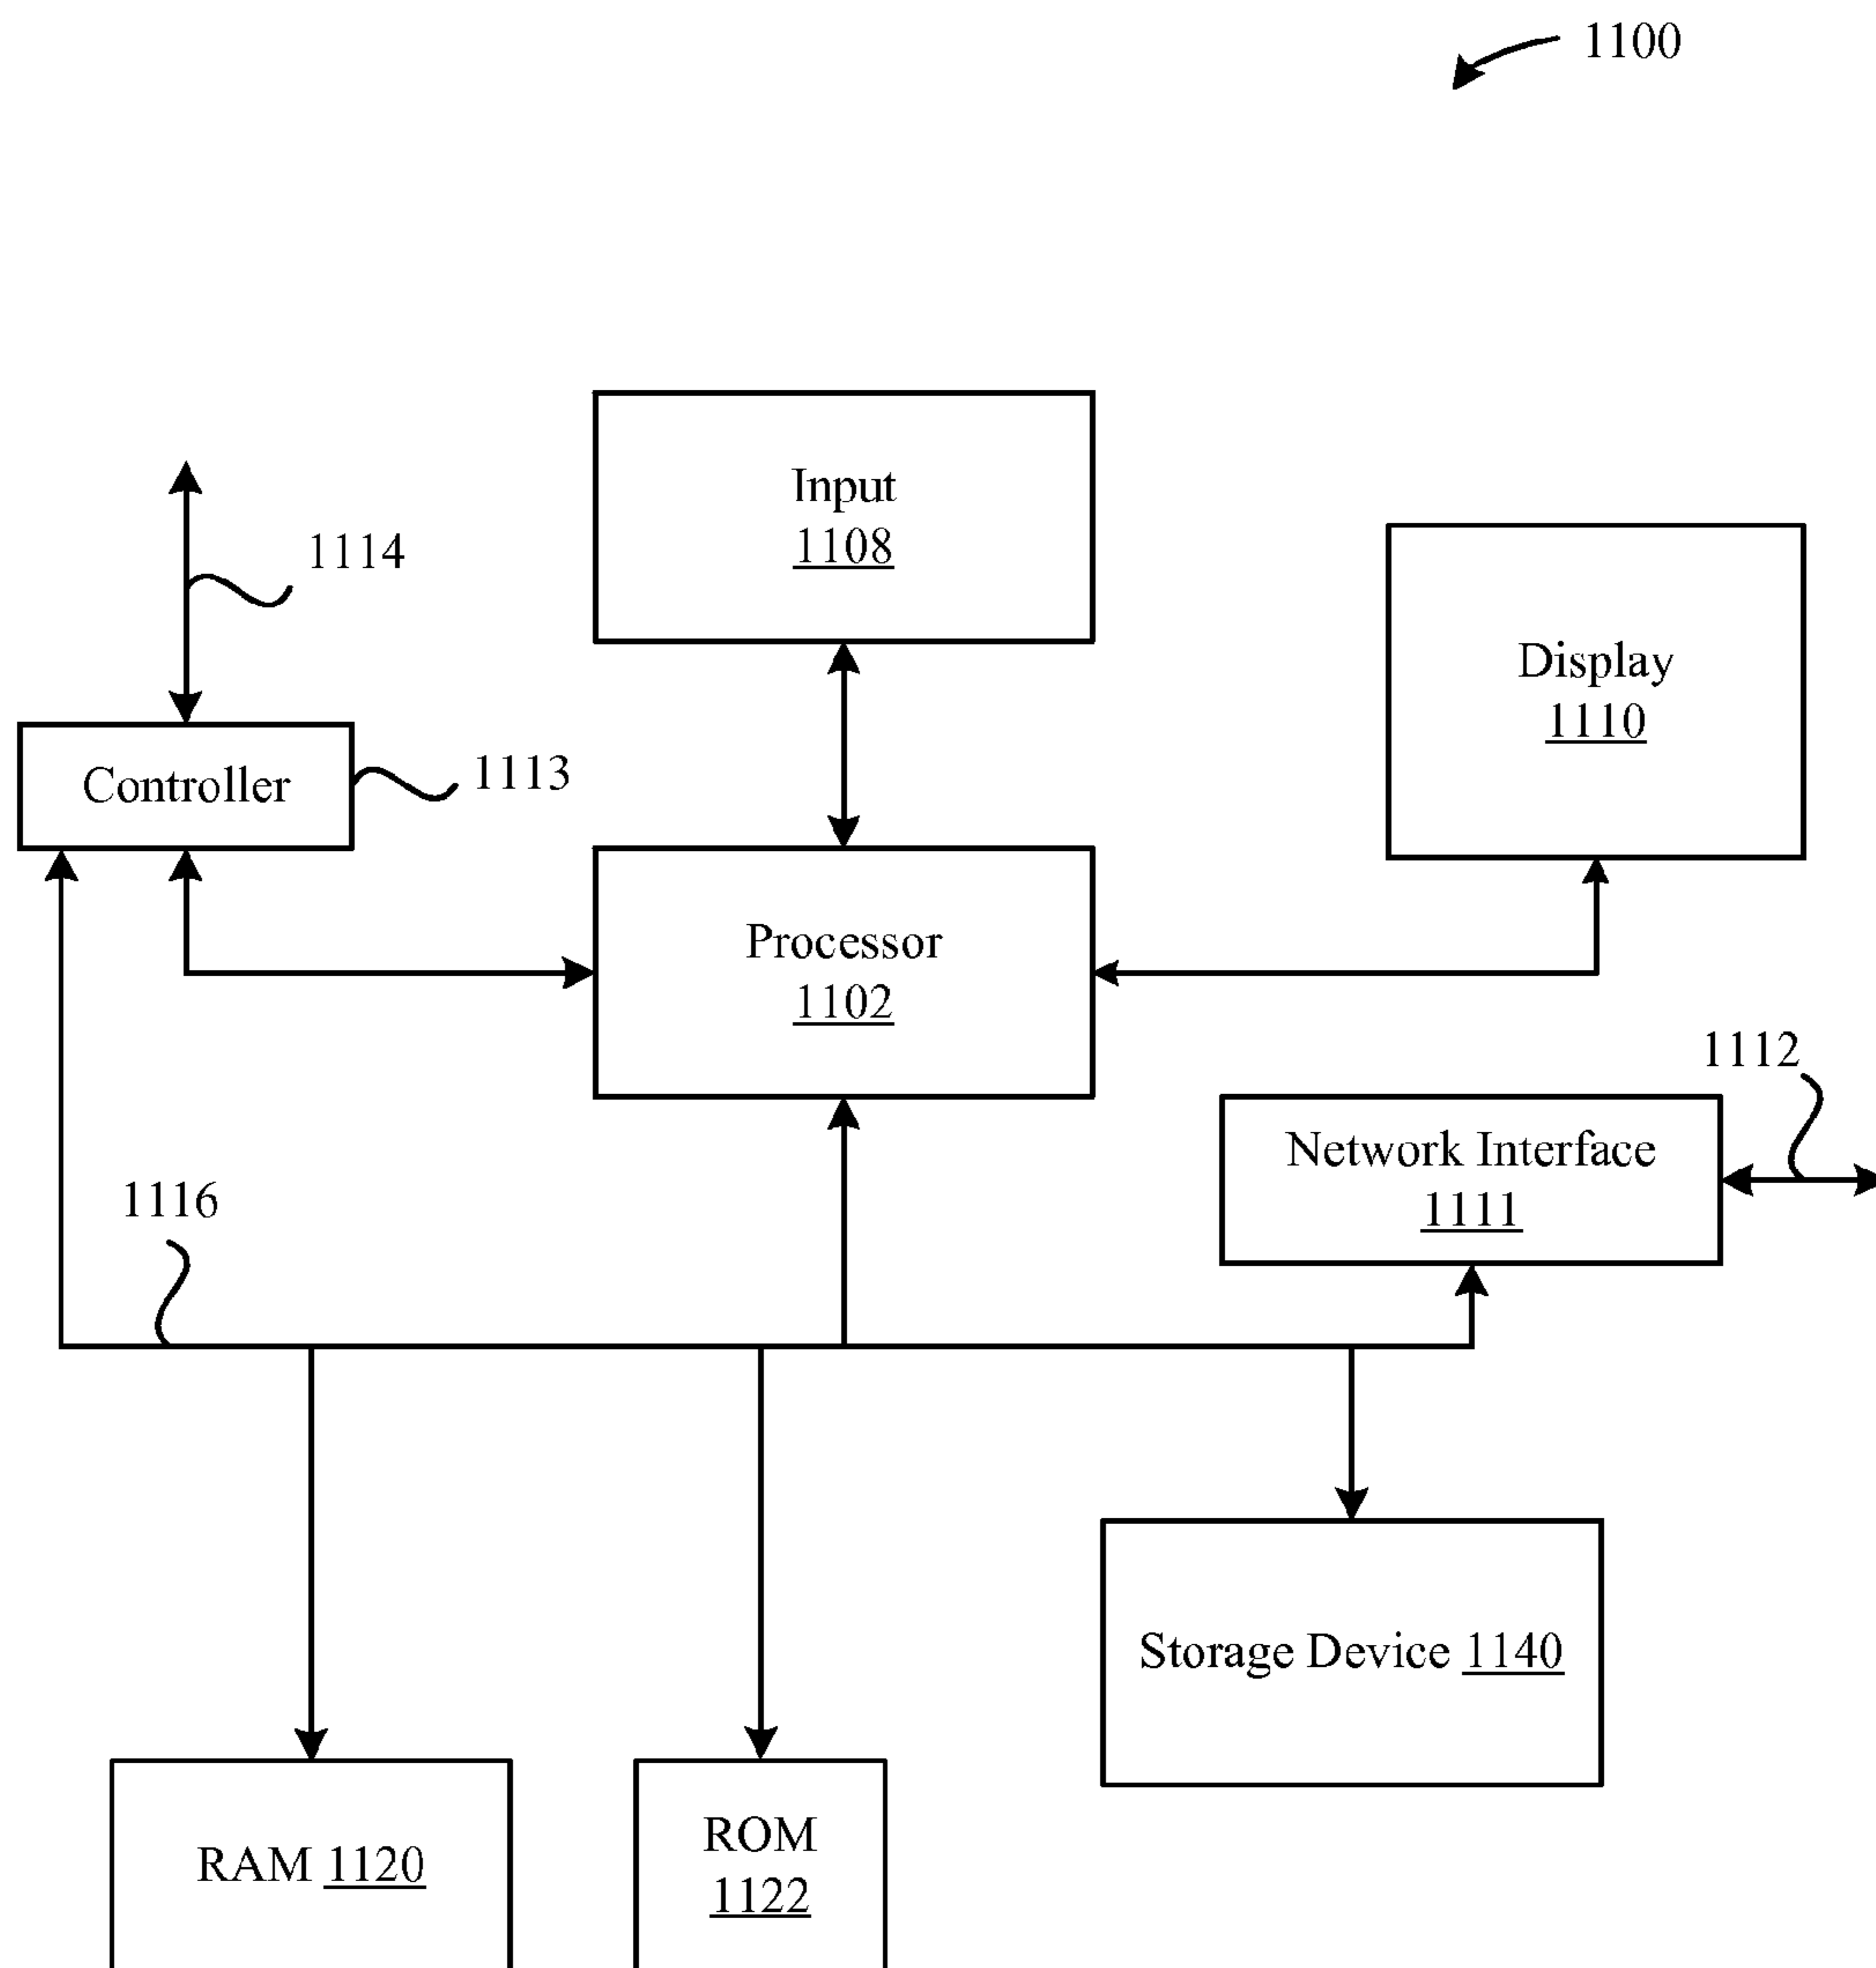 1100
Input
1108
1114
Display
1110
Controller
1113
Processor
1102
1112
Network Interface
1111
1116
Storage Device 1140
RAM 1120
ROM
1122